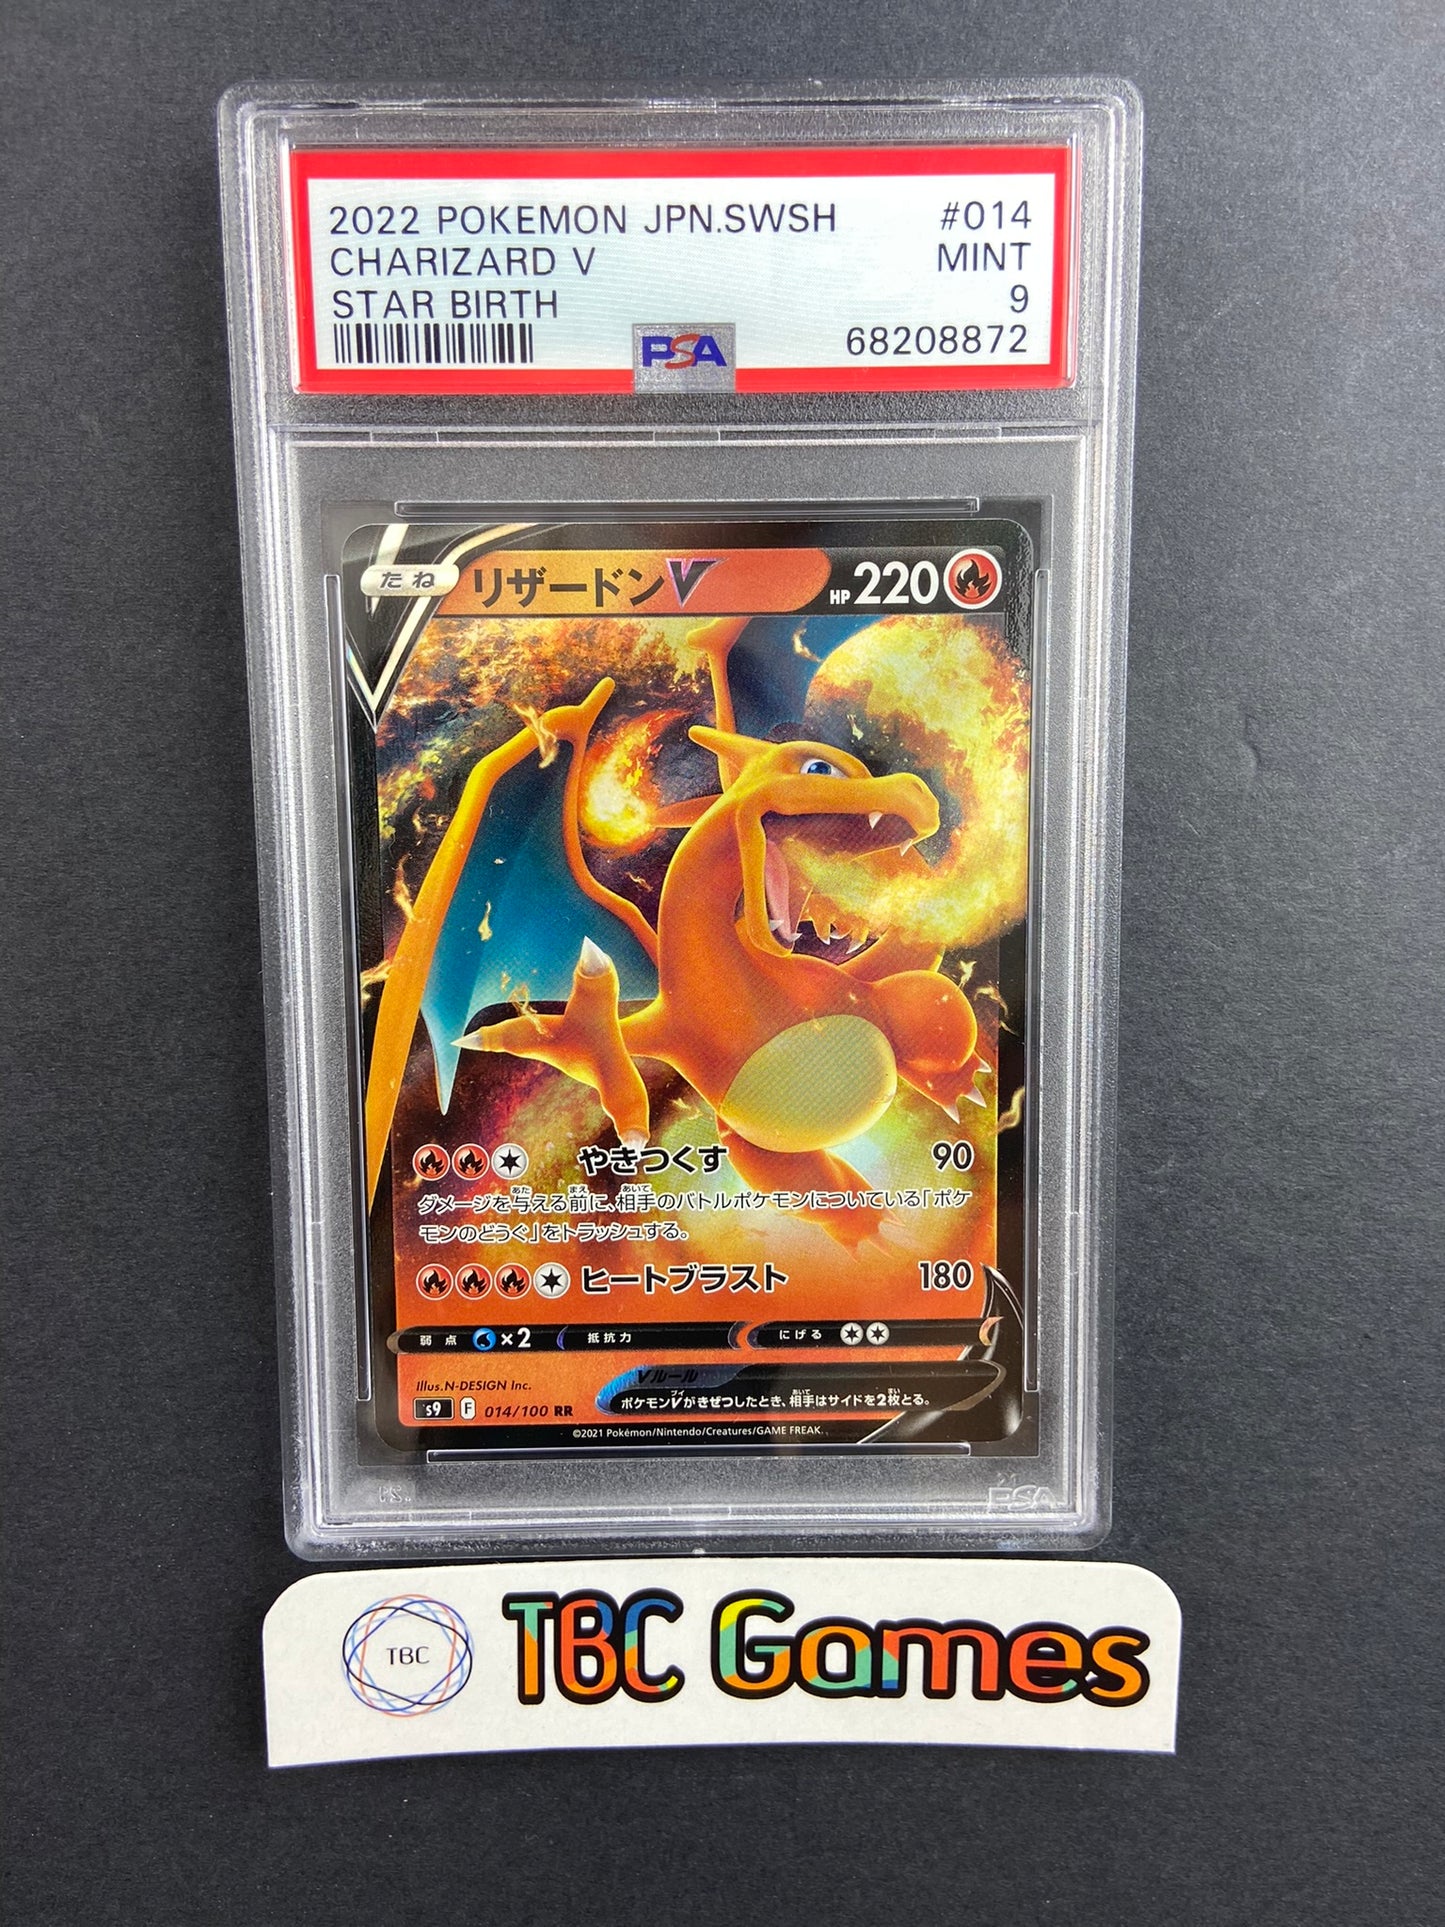 2022 POKEMON JPN.SWSH #014
CHARIZARD V MINT
STAR BIRTH 9
PSA 68208872
たね リザードンV HP 220
やきつくす 90
ダメージを与える前に、相手のバトルポケモンについている「ポケ
モンのどうぐ」をトラッシュする。
ヒートブラスト 180
弱点 ×2 抵抗力 にげる
Illus.N-DESIGN Inc. Vルール
s9 F 014/100 RR ポケモンVがきぜつしたとき、相手はサイドを2枚とる。
©2021 Pokémon/Nintendo/Creatures/GAME FREAK.
PSA
TBC TBC Games